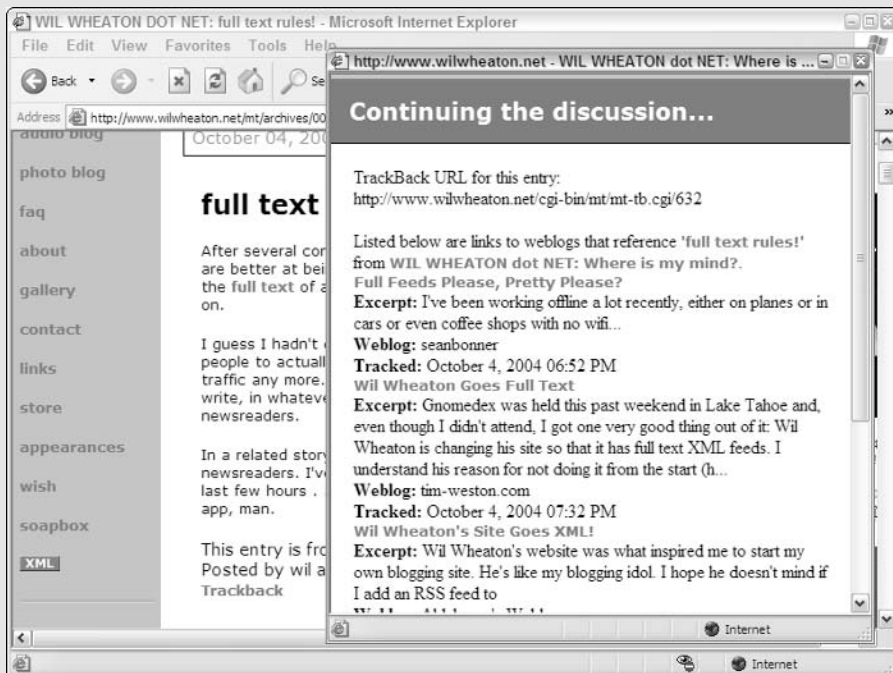 WIL WHEATON DOT NET: full text rules! - Microsoft Internet Explorer
File Edit View Favorites Tools Help
Back
Address http://www.wilwheaton.net/mt/archives/00
audio blog
photo blog
faq
about
gallery
contact
links
store
appearances
wish
soapbox
XML
October 04, 200
full text
After several
are better at
the full text of
on.
I guess I hadn't
people to
traffic any more.
write, in
newsreaders.
In a related
newsreaders. I've
last few hours . .
app, man.
This entry is
Posted by wil
Trackback
http://www.wilwheaton.net - WIL WHEATON dot NET: Where is ...
Continuing the discussion...
TrackBack URL for this entry:
http://www.wilwheaton.net/cgi-bin/mt/mt-tb.cgi/632
Listed below are links to weblogs that reference 'full text rules!'
from WIL WHEATON dot NET: Where is my mind?.
Full Feeds Please, Pretty Please?
Excerpt: I've been working offline a lot recently, either on planes or in
cars or even coffee shops with no wifi...
Weblog: seanbonner
Tracked: October 4, 2004 06:52 PM
Wil Wheaton Goes Full Text
Excerpt: Gnomedex was held this past weekend in Lake Tahoe and,
even though I didn't attend, I got one very good thing out of it: Wil
Wheaton is changing his site so that it has full text XML feeds. I
understand his reason for not doing it from the start (h...
Weblog: tim-weston.com
Tracked: October 4, 2004 07:32 PM
Wil Wheaton's Site Goes XML!
Excerpt: Wil Wheaton's website was what inspired me to start my
own blogging site. He's like my blogging idol. I hope he doesn't mind if
I add an RSS feed to
Internet
Internet